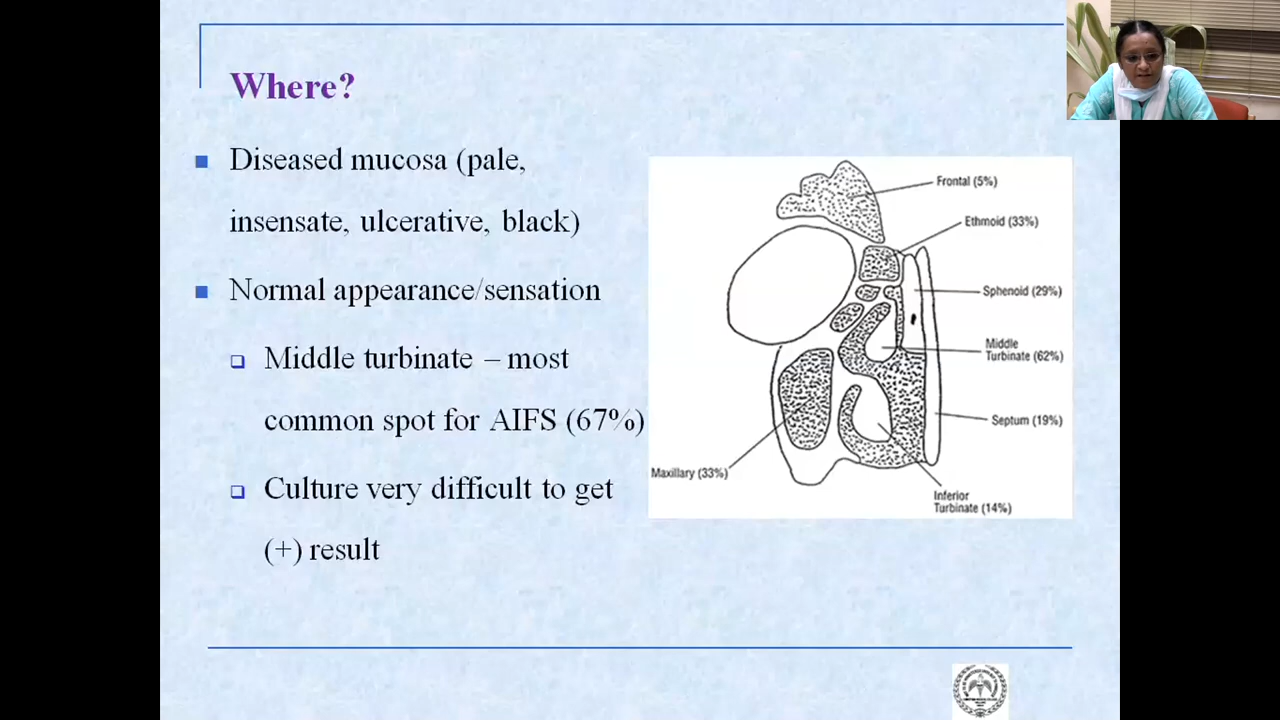 Where?
Diseased mucosa (pale,
insensate, ulcerative, black)
Normal appearance/sensation
Middle turbinate – most
common spot for AIFS (67%)
Culture very difficult to get
(+) result
Frontal (5%)
Ethmoid (33%)
Sphenoid (29%)
Middle
Turbinate (62%)
Septum (19%)
Maxillary (33%)
Inferior
Turbinate (14%)